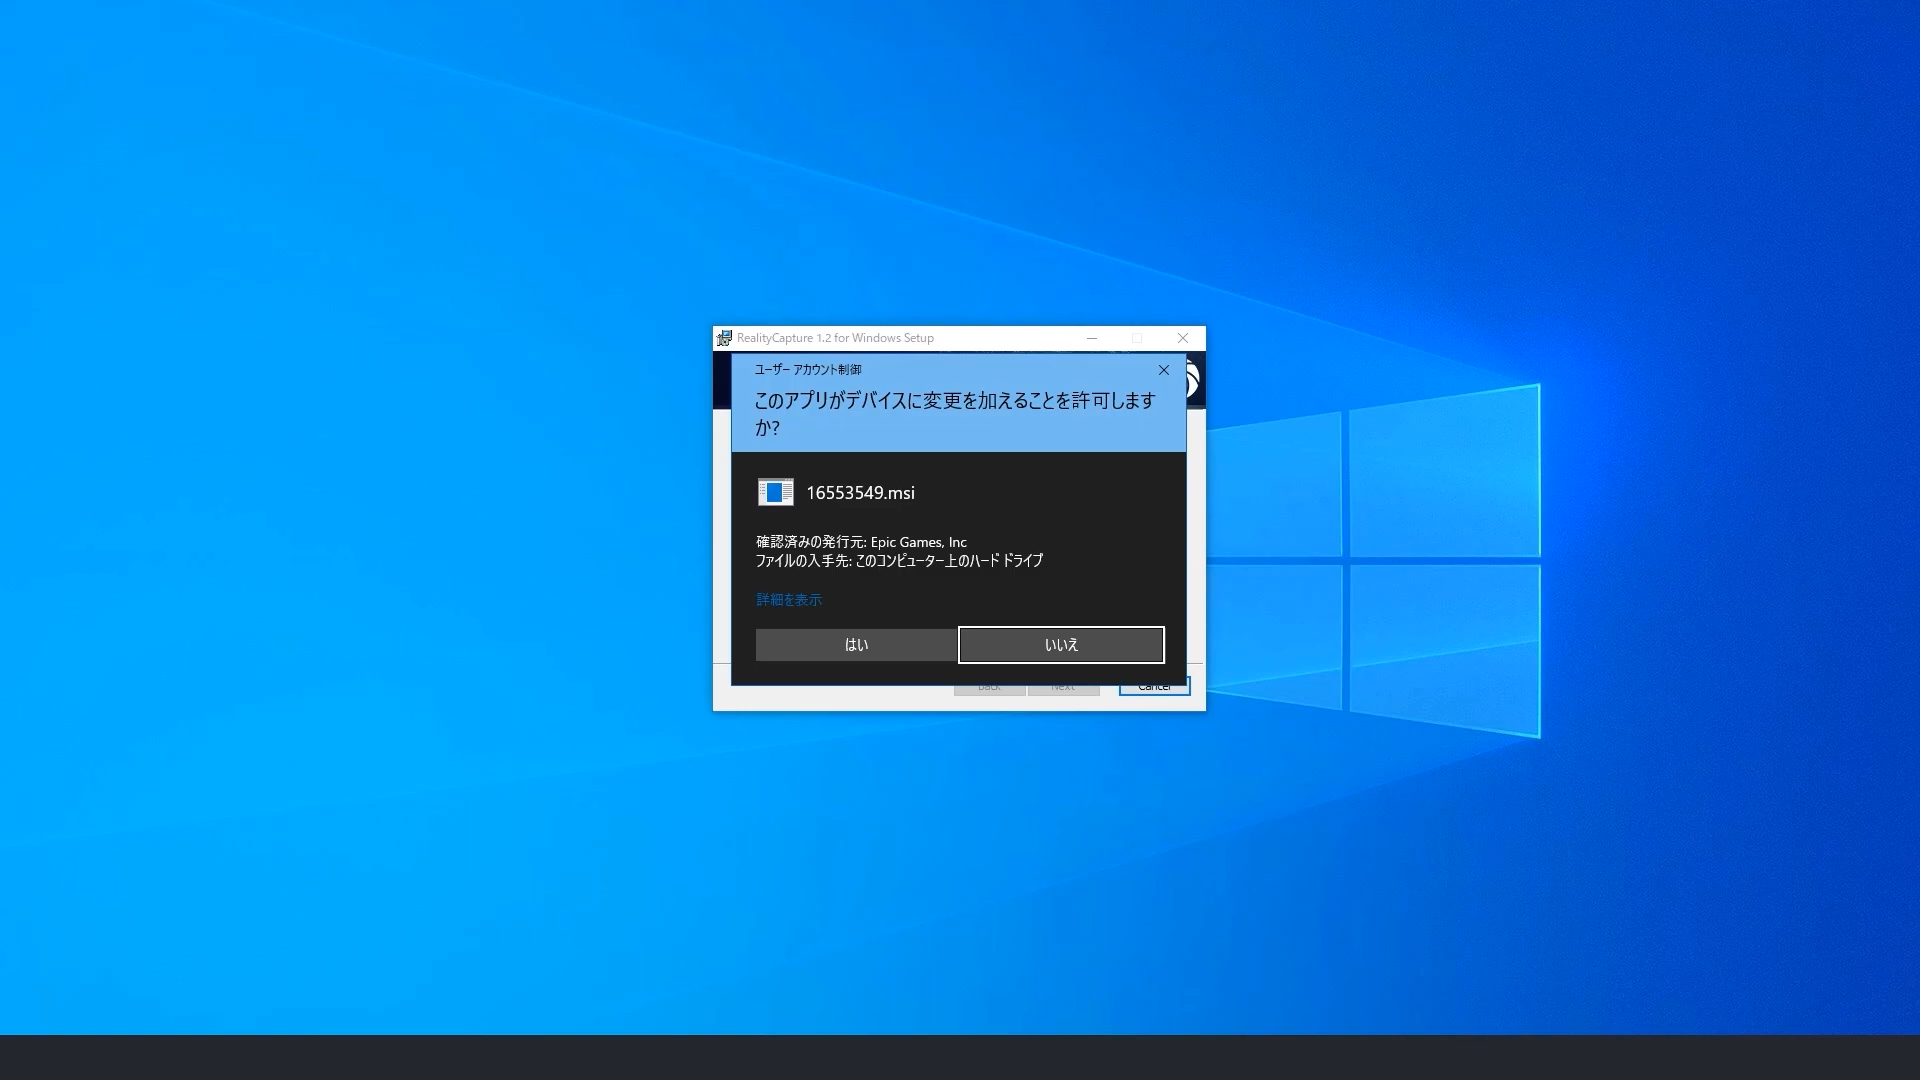 RealityCapture 1.2 for Windows Setup
ユーザー アカウント制御
このアプリがデバイスに変更を加えることを許可します
か?
16553549.msi
確認済みの発行元: Epic Games, Inc
ファイルの入手先: このコンピューター上のハード ドライブ
詳細を表示
はい
いいえ
Back
Next
Cancel